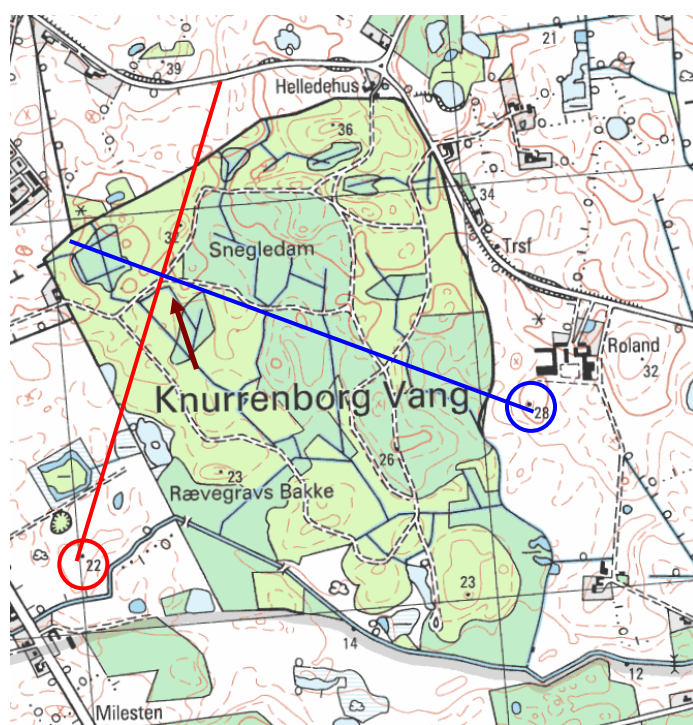 21
39
Helledehus
36
34
32
Trsf
Snegledam
Roland
32
Knurrenborg Vang
28
26
23
Rævegravs Bakke
22
23
14
12
Milesten